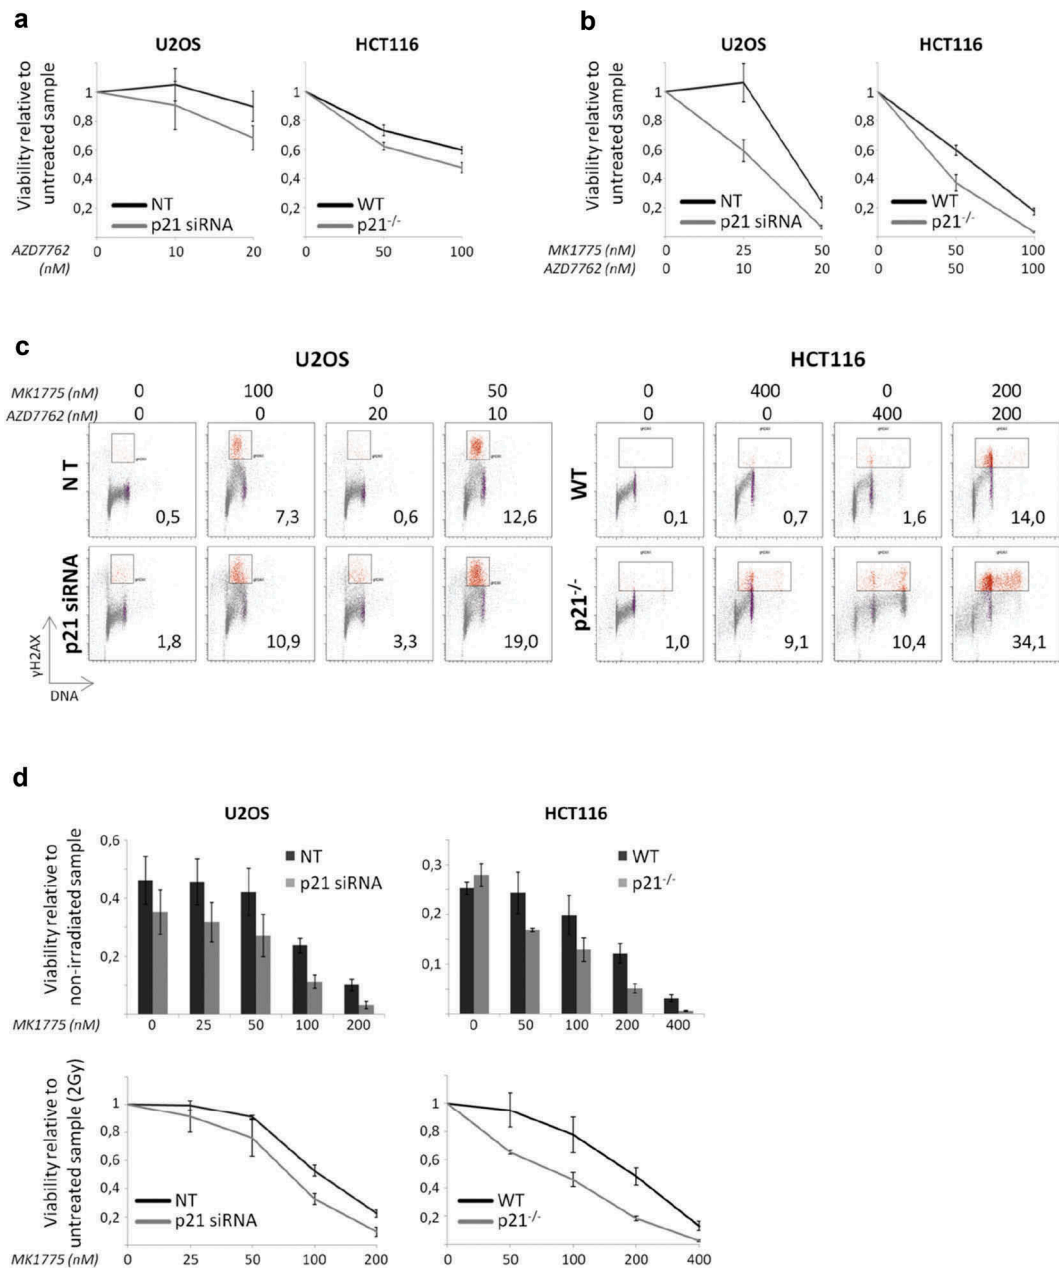 a
U2OS
HCT116
Viability relative to
untreated sample
1
0,8
0,6
0,4
0,2
NT
p21 siRNA
WT
p21-/-
AZD7762
(nM)
0 10 20
0 50 100
b
U2OS
HCT116
Viability relative to
untreated sample
1
0,8
0,6
0,4
0,2
NT
p21 siRNA
1
0,8
0,6
0,4
0,2
WT
p21-/-
MK1775 (nM) 0 25 50 0 50 100
AZD7762 (nM) 0 10 20 0 50 100
c
U2OS
HCT116
MK1775 (nM) 0 100 0 50 0 400 0 200
AZD7762 (nM) 0 0 20 10 0 0 400 200
NT
0,5 7,3 0,6 12,6
WT
0,1 0,7 1,6 14,0
p21 siRNA
1,8 10,9 3,3 19,0
p21-/-
1,0 9,1 10,4 34,1
γH2AX
DNA
d
U2OS
HCT116
Viability relative to
non-irradiated sample
0,6
0,4
0,2
NT
p21 siRNA
0,3
0,2
0,1
WT
p21-/-
MK1775 (nM) 0 25 50 100 200 0 50 100 200 400
Viability relative to
untreated sample (2Gy)
1
0,8
0,6
0,4
0,2
NT
p21 siRNA
1
0,8
0,6
0,4
0,2
WT
p21-/-
MK1775 (nM) 0 25 50 100 200 0 50 100 200 400